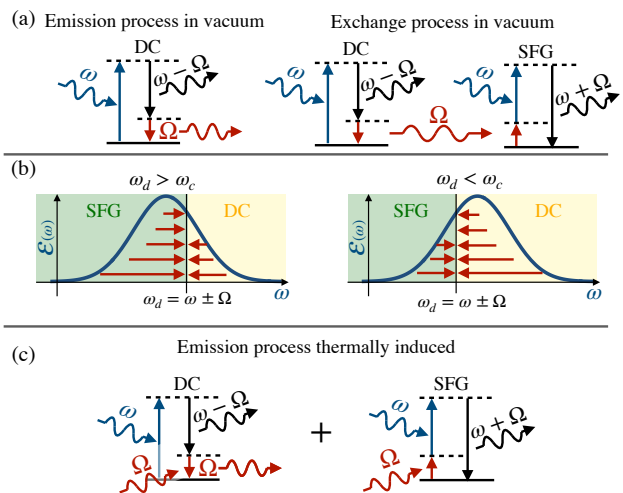 (a) Emission process in vacuum Exchange process in vacuum
DC DC SFG
ω ω − Ω ω ω − Ω ω ω + Ω
Ω Ω
(b)
ω_d > ω_c ω_d < ω_c
SFG DC SFG DC
ℰ(ω) ℰ(ω)
ω ω
ω_d = ω ± Ω ω_d = ω ± Ω
(c) Emission process thermally induced
DC SFG
ω ω − Ω + ω ω + Ω
Ω Ω Ω